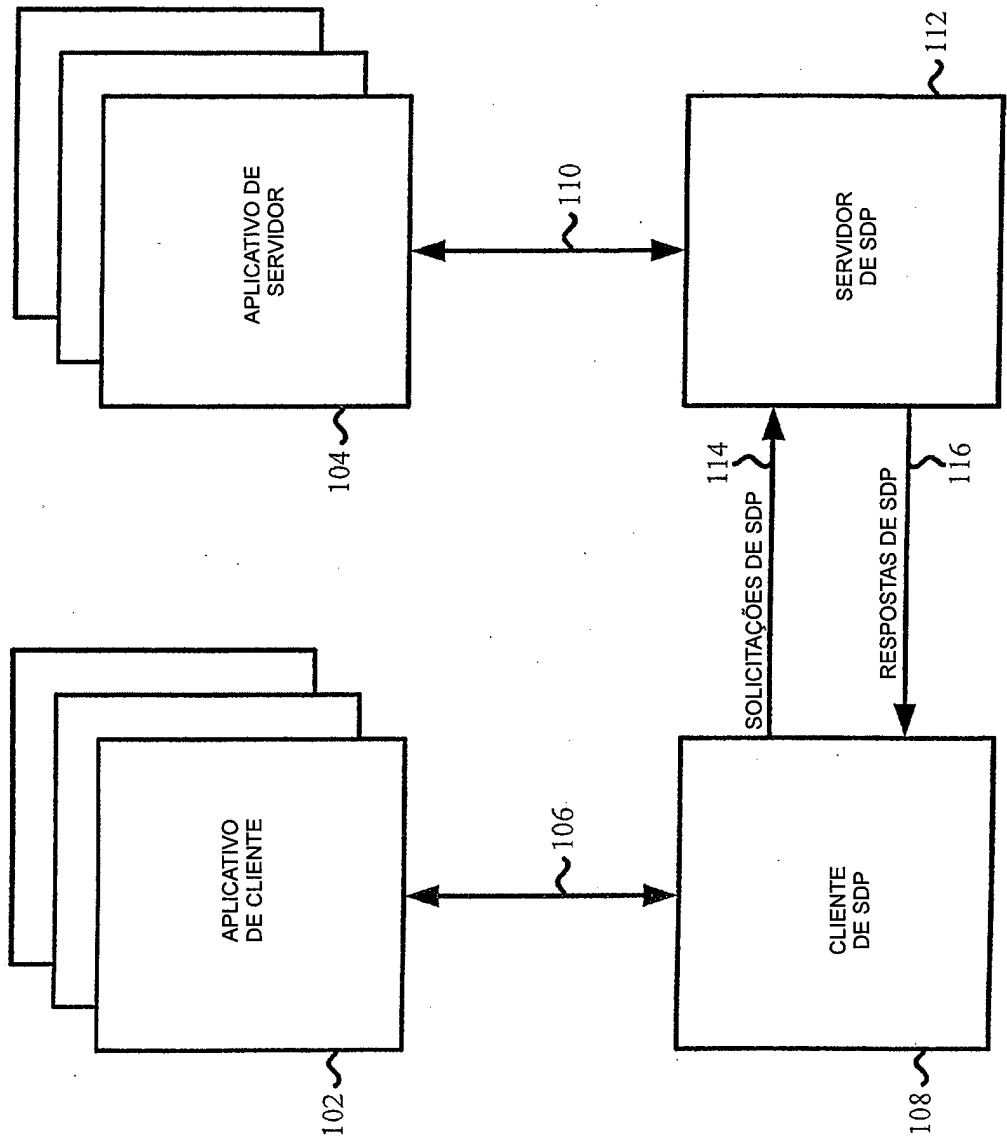 APLICATIVO
DE CLIENTE
102
APLICATIVO DE
SERVIDOR
104
106
110
CLIENTE
DE SDP
108
SOLICITAÇÕES DE SDP
114
RESPOSTAS DE SDP
116
SERVIDOR
DE SDP
112